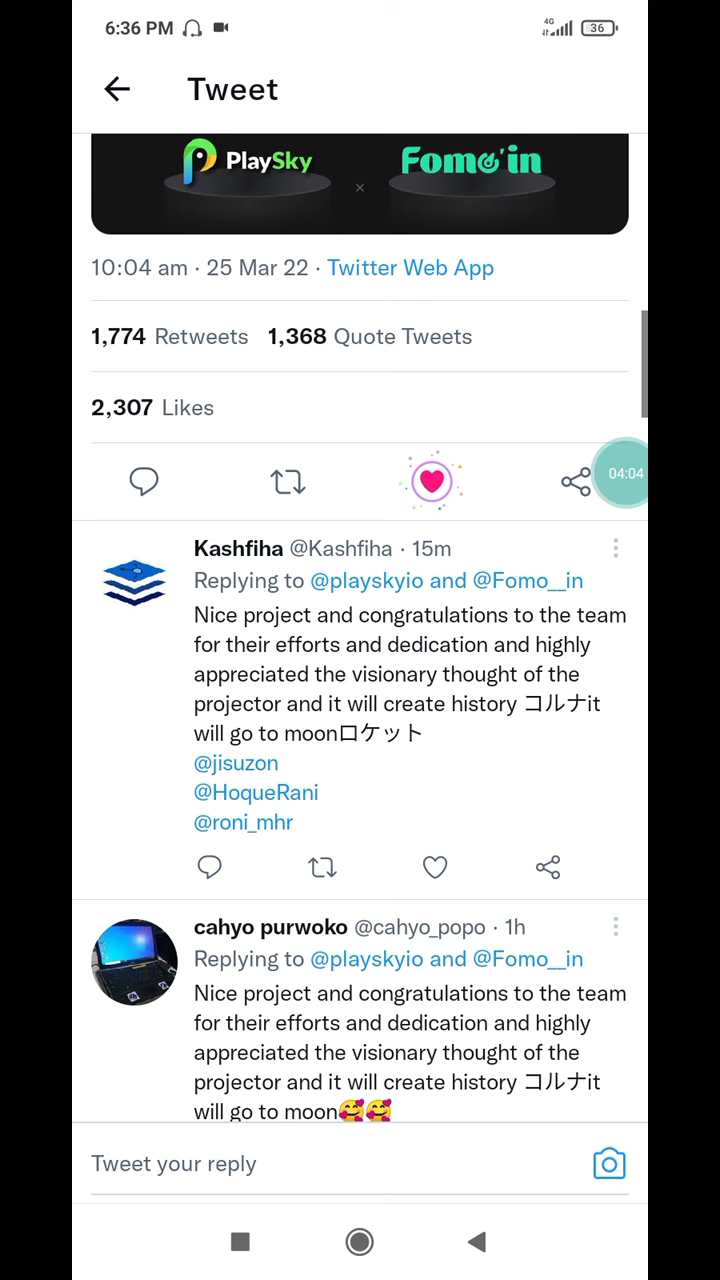 6:36 PM 4G 36
Tweet
PlaySky × Fomo'in
10:04 am · 25 Mar 22 · Twitter Web App
1,774 Retweets 1,368 Quote Tweets
2,307 Likes
04:04
Kashfiha @Kashfiha · 15m
Replying to @playskyio and @Fomo__in
Nice project and congratulations to the team
for their efforts and dedication and highly
appreciated the visionary thought of the
projector and it will create history コルナit
will go to moonロケット
@jisuzon
@HoqueRani
@roni_mhr
cahyo purwoko @cahyo_popo · 1h
Replying to @playskyio and @Fomo__in
Nice project and congratulations to the team
for their efforts and dedication and highly
appreciated the visionary thought of the
projector and it will create history コルナit
will go to moon🥰🥰
Tweet your reply